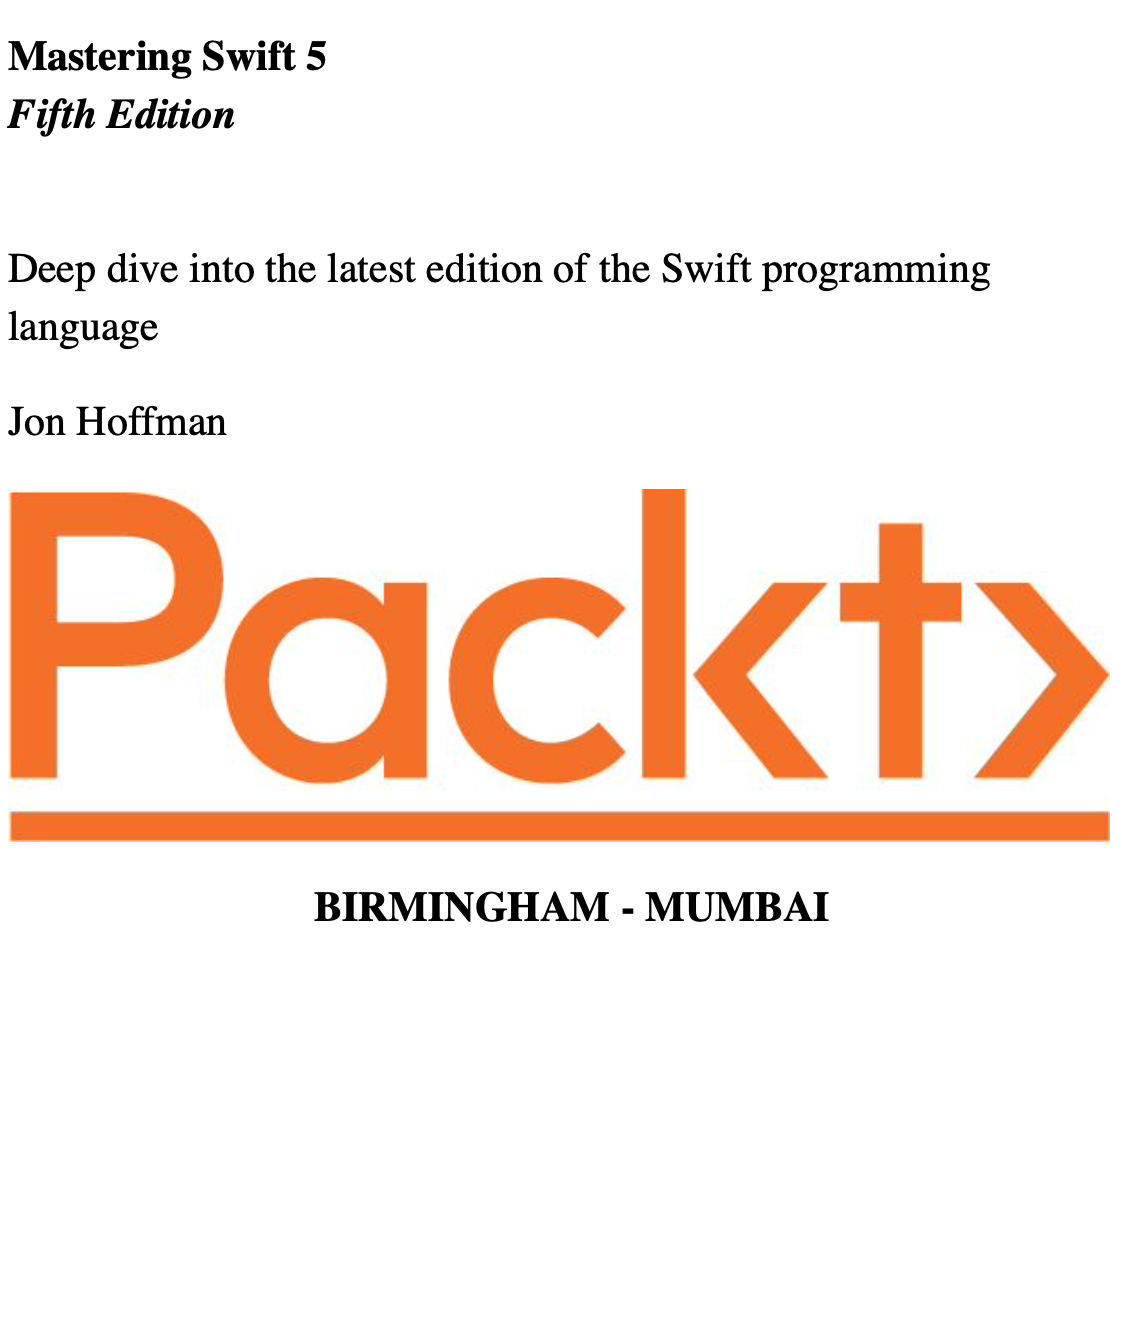 Mastering Swift 5
Fifth Edition
Deep dive into the latest edition of the Swift programming
language
Jon Hoffman
Packt>
BIRMINGHAM - MUMBAI